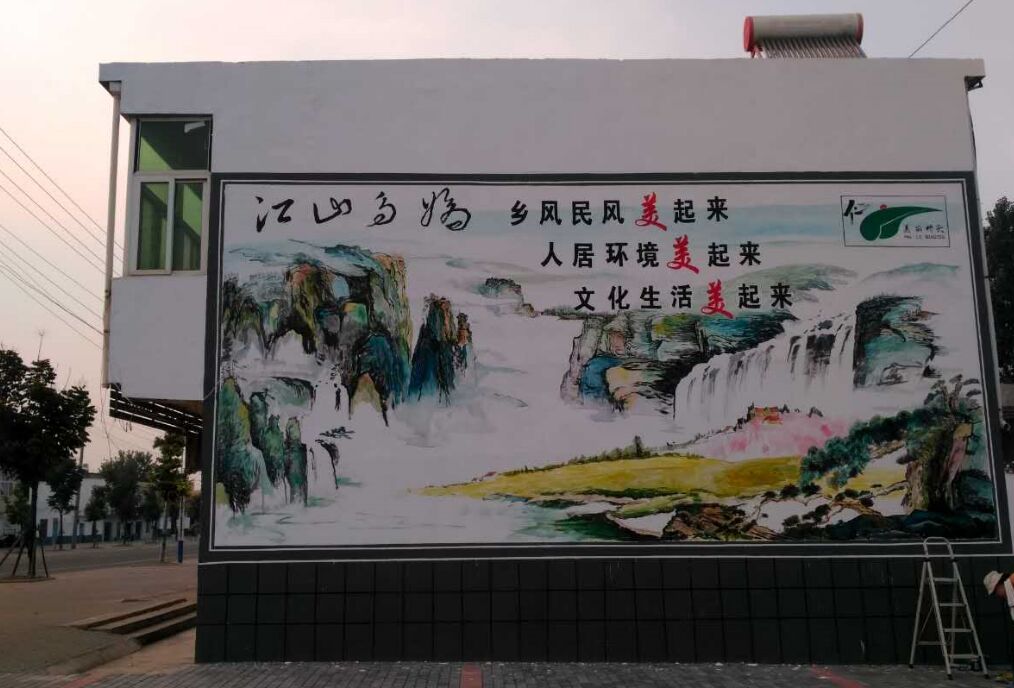 江山多娇
乡风民风美起来
人居环境美起来
文化生活美起来
仁